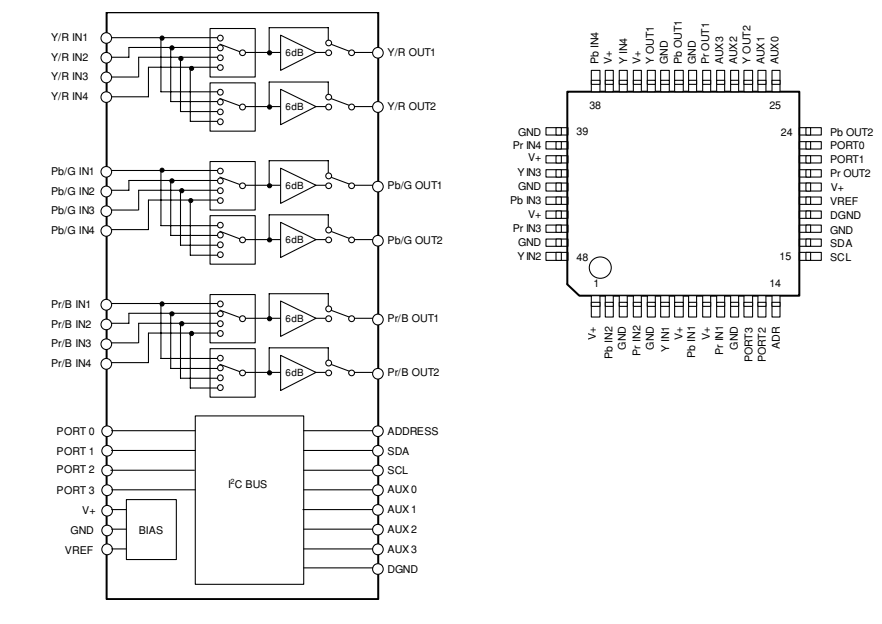 Y/R IN1
Y/R IN2
Y/R IN3
Y/R IN4
6dB
6dB
Y/R OUT1
Y/R OUT2
Pb/G IN1
Pb/G IN2
Pb/G IN3
Pb/G IN4
6dB
6dB
Pb/G OUT1
Pb/G OUT2
Pr/B IN1
Pr/B IN2
Pr/B IN3
Pr/B IN4
6dB
6dB
Pr/B OUT1
Pr/B OUT2
PORT 0
PORT 1
PORT 2
PORT 3
V+
GND
VREF
BIAS
I²C BUS
ADDRESS
SDA
SCL
AUX 0
AUX 1
AUX 2
AUX 3
DGND
Pb IN4
V+
Y IN4
V+
Y OUT1
GND
Pb OUT1
GND
Pr OUT1
AUX3
AUX2
Y OUT2
AUX1
AUX0
38
25
39
24
48
15
1
14
GND
Pr IN4
V+
Y IN3
GND
Pb IN3
V+
Pr IN3
GND
Y IN2
Pb OUT2
PORT0
PORT1
Pr OUT2
V+
VREF
DGND
GND
SDA
SCL
V+
Pb IN2
GND
Pr IN2
GND
Y IN1
V+
Pb IN1
V+
Pr IN1
GND
PORT3
PORT2
ADR